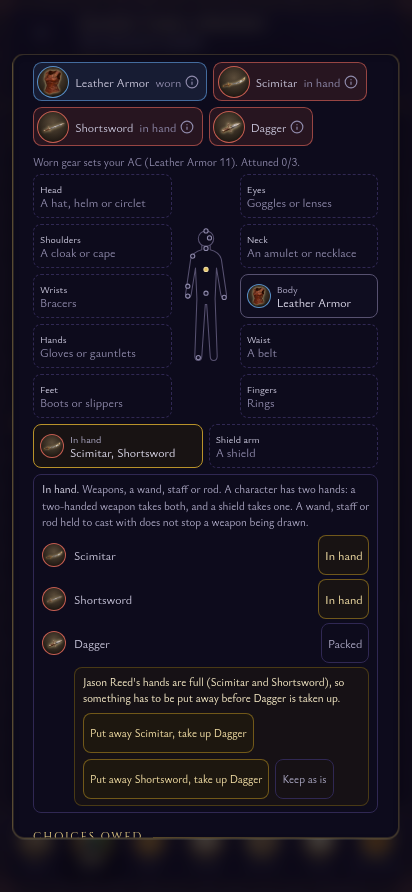 Leather Armor worn
Scimitar in hand
Shortsword in hand
Dagger
Worn gear sets your AC (Leather Armor 11). Attuned 0/3.
Head
A hat, helm or circlet
Eyes
Goggles or lenses
Shoulders
A cloak or cape
Neck
An amulet or necklace
Wrists
Bracers
Body
Leather Armor
Hands
Gloves or gauntlets
Waist
A belt
Feet
Boots or slippers
Fingers
Rings
In hand
Scimitar, Shortsword
Shield arm
A shield
In hand. Weapons, a wand, staff or rod. A character has two hands: a
two-handed weapon takes both, and a shield takes one. A wand, staff or
rod held to cast with does not stop a weapon being drawn.
Scimitar
In hand
Shortsword
In hand
Dagger
Packed
Jason Reed's hands are full (Scimitar and Shortsword), so
something has to be put away before Dagger is taken up.
Put away Scimitar, take up Dagger
Put away Shortsword, take up Dagger
Keep as is
CHOICES OWED